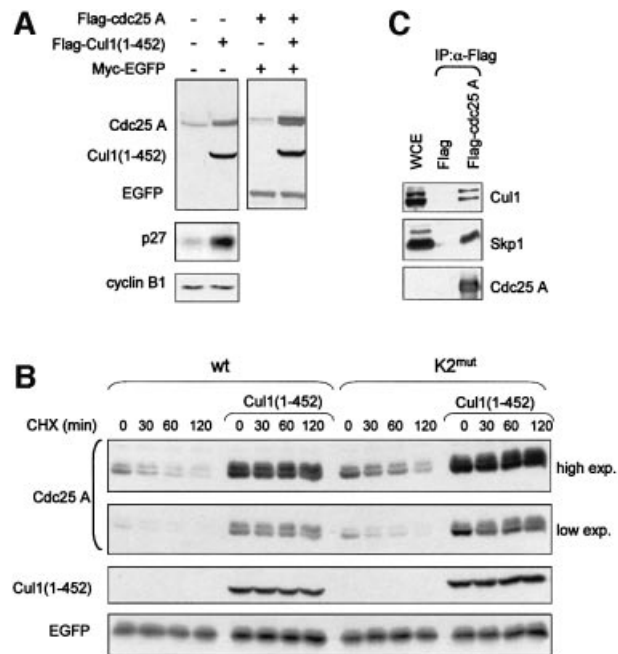 A
Flag-cdc25 A - - + +
Flag-Cul1(1-452) - + - +
Myc-EGFP - - + +
Cdc25 A
Cul1(1-452)
EGFP
p27
cyclin B1
C
IP:α-Flag
WCE
Flag
Flag-cdc25 A
Cul1
Skp1
Cdc25 A
B
wt K2mut
Cul1(1-452) Cul1(1-452)
CHX (min) 0 30 60 120 0 30 60 120 0 30 60 120 0 30 60 120
Cdc25 A
high exp.
low exp.
Cul1(1-452)
EGFP